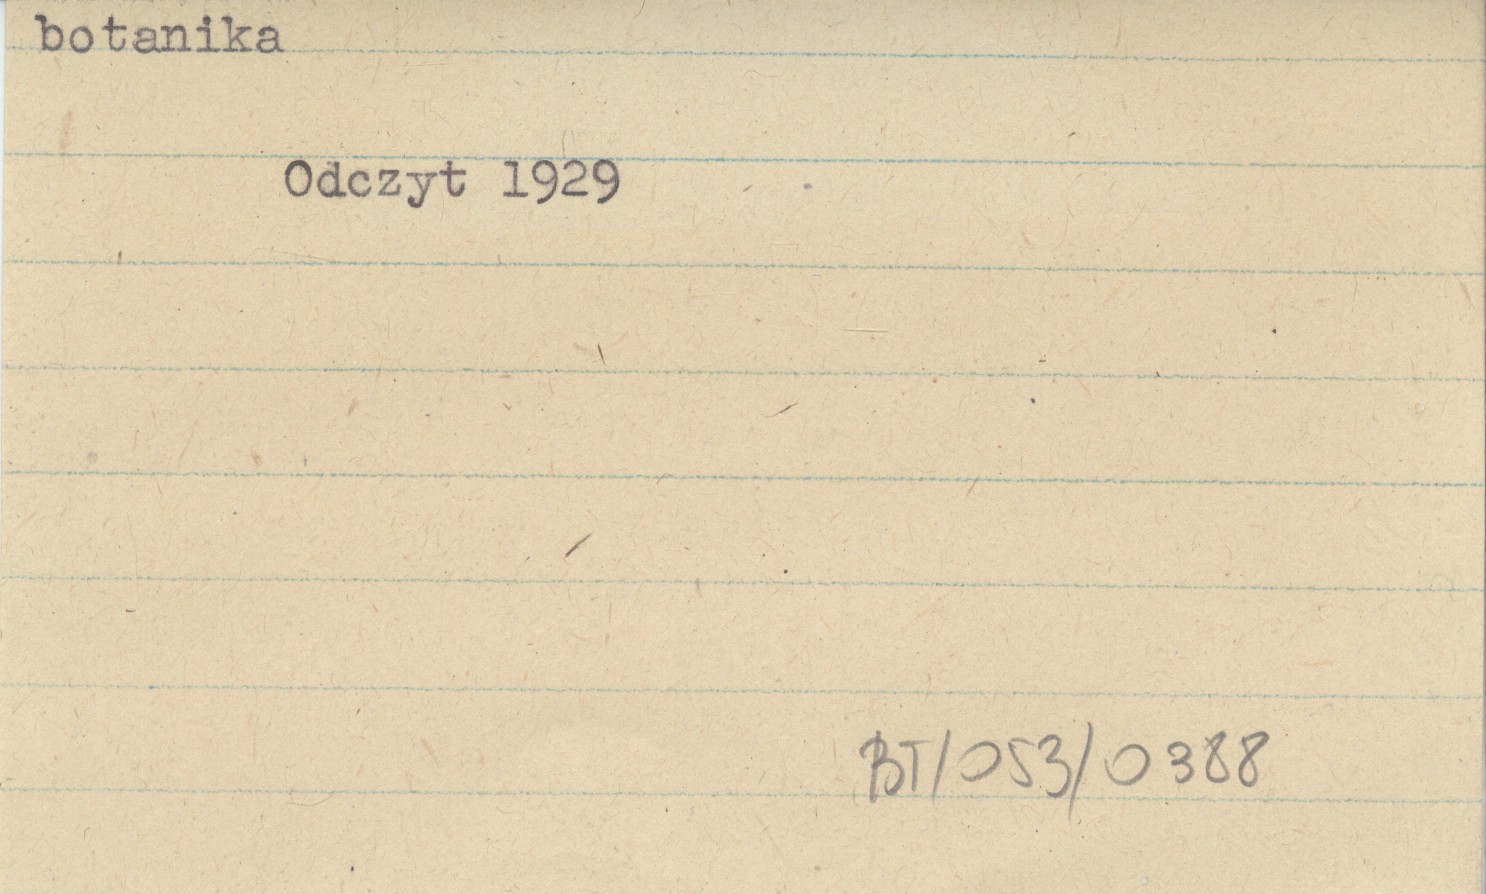 botanika
Odczyt 1929
BT/053/0388